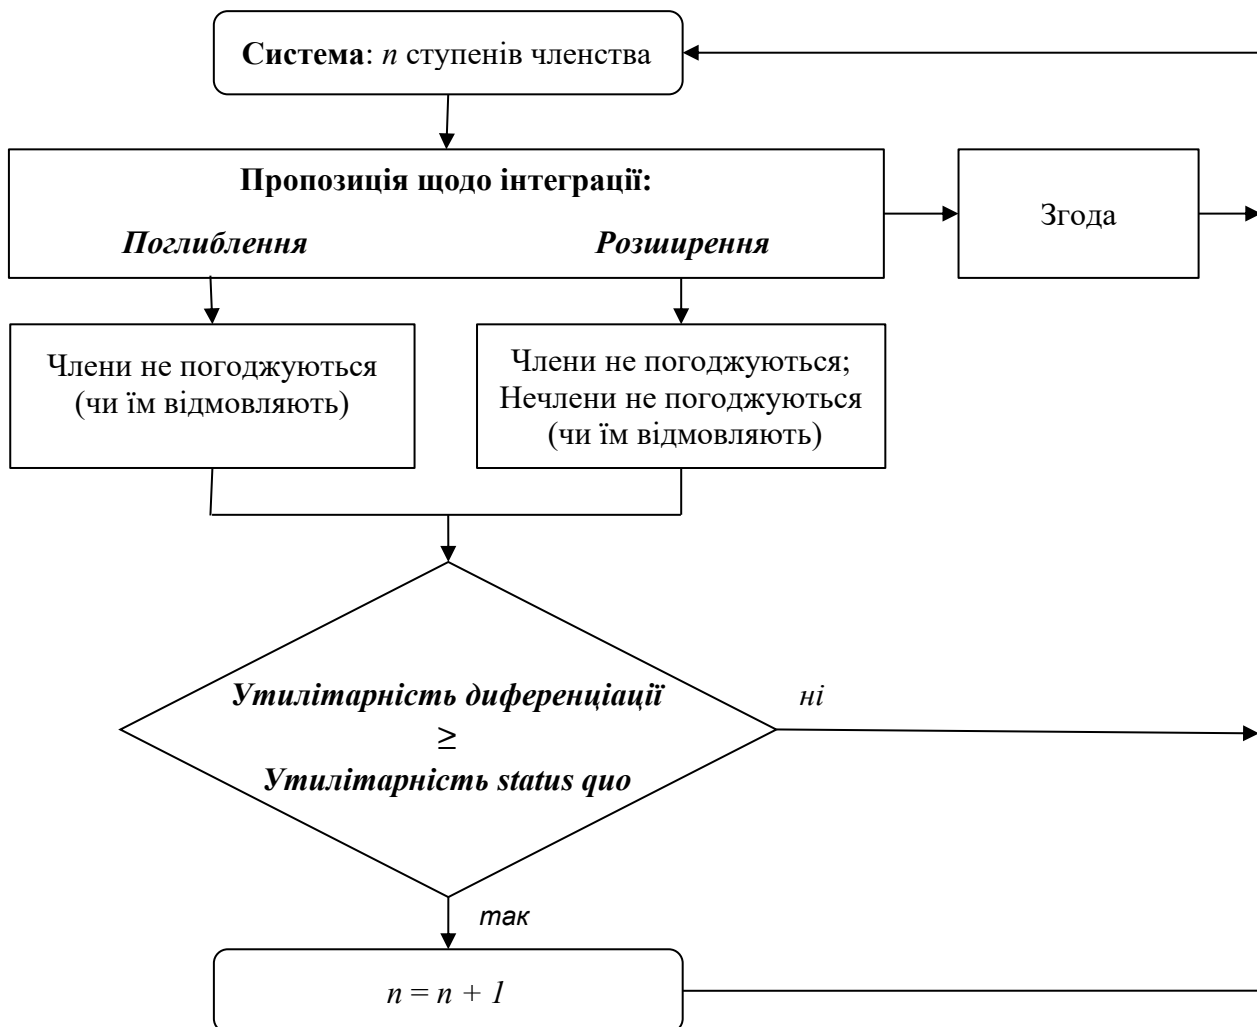 Система: n ступенів членства
Пропозиція щодо інтеграції:
Поглиблення
Розширення
Згода
Члени не погоджуються
(чи їм відмовляють)
Члени не погоджуються;
Нечлени не погоджуються
(чи їм відмовляють)
Утилітарність диференціації
≥
Утилітарність status quo
ні
так
n = n + 1